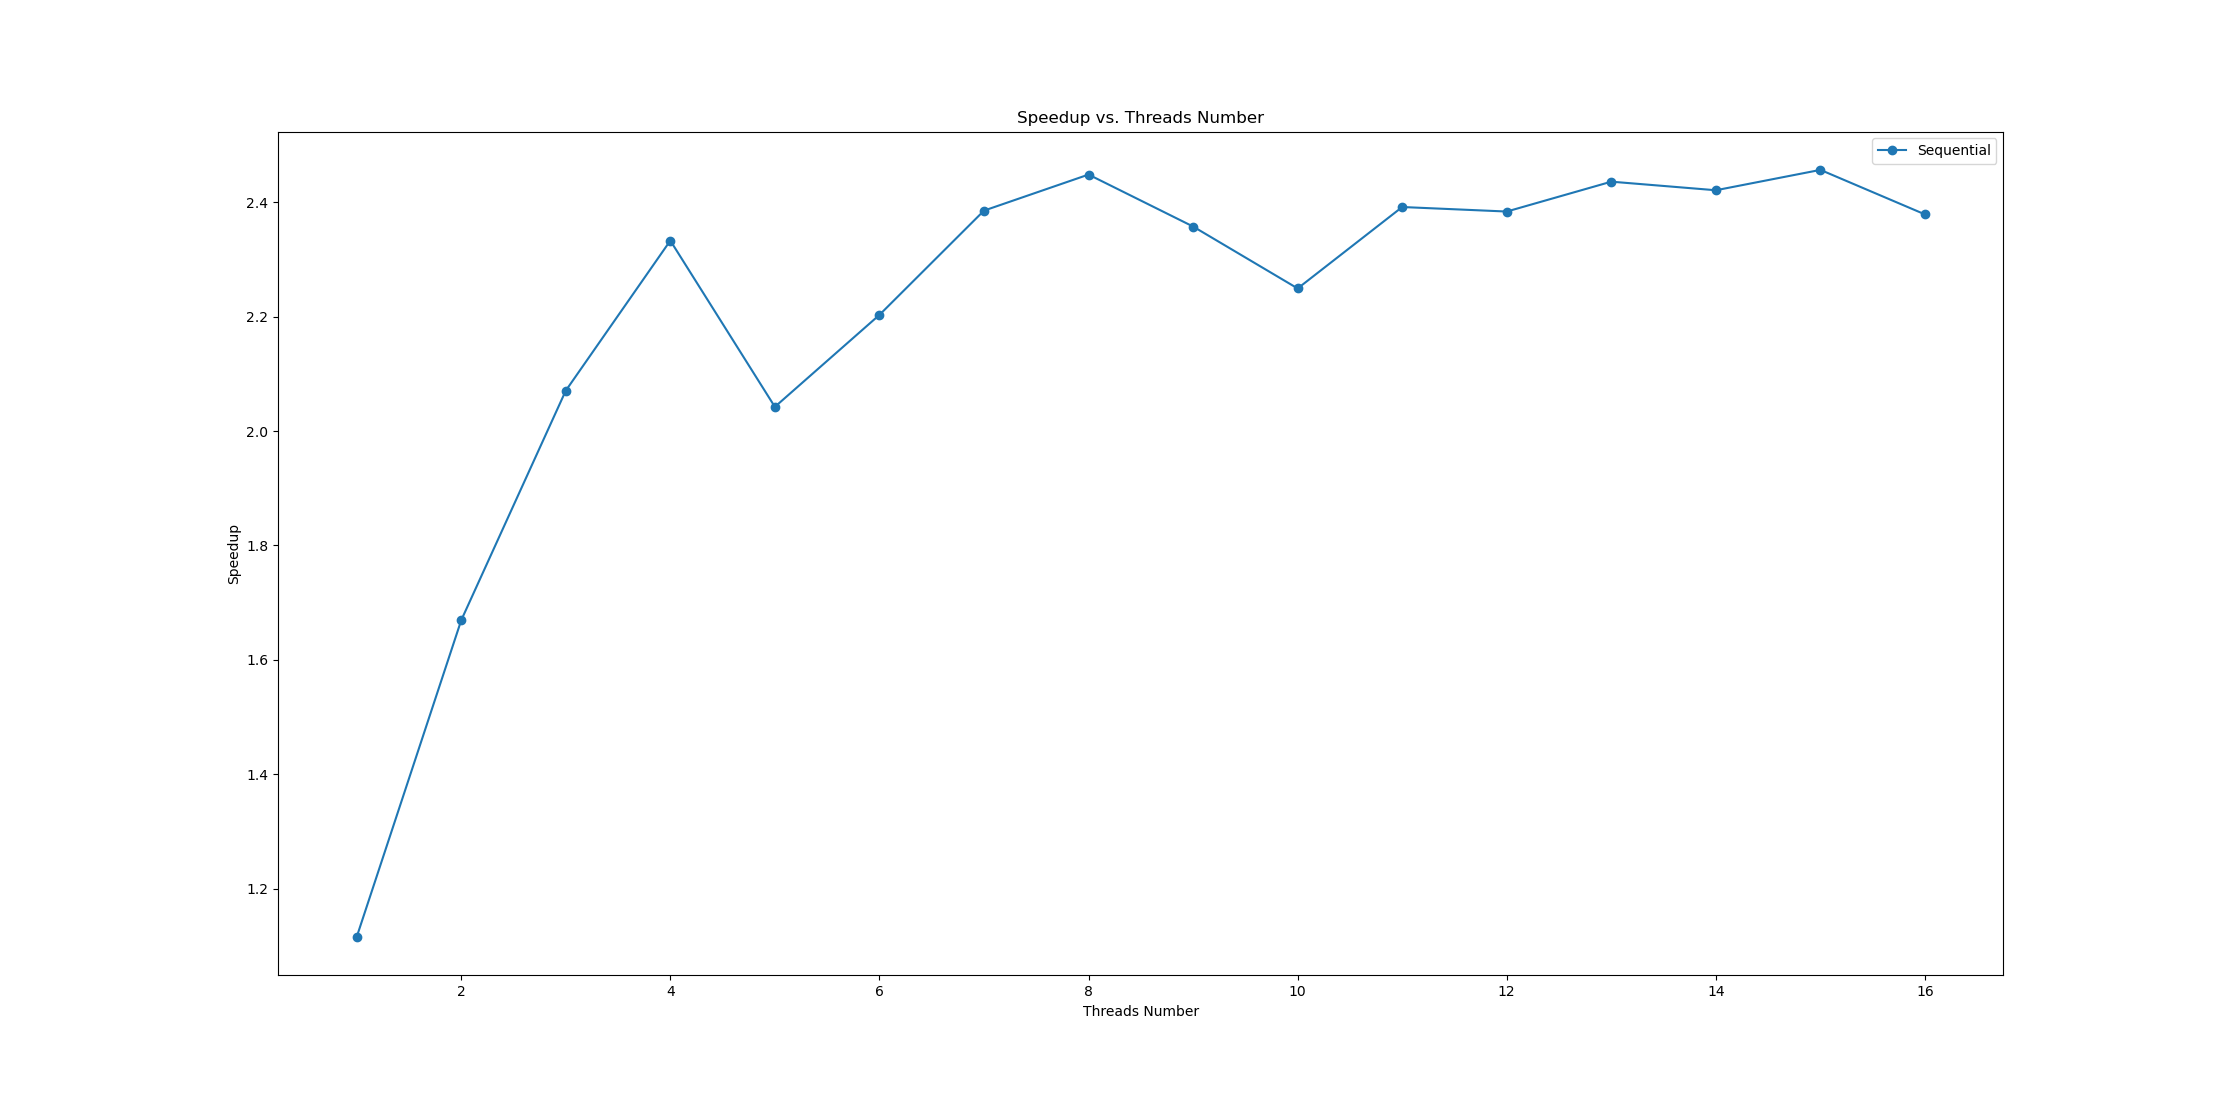 Speedup vs. Threads Number
Sequential
2.4
2.2
2.0
1.8
1.6
1.4
1.2
Speedup
2 4 6 8 10 12 14 16
Threads Number